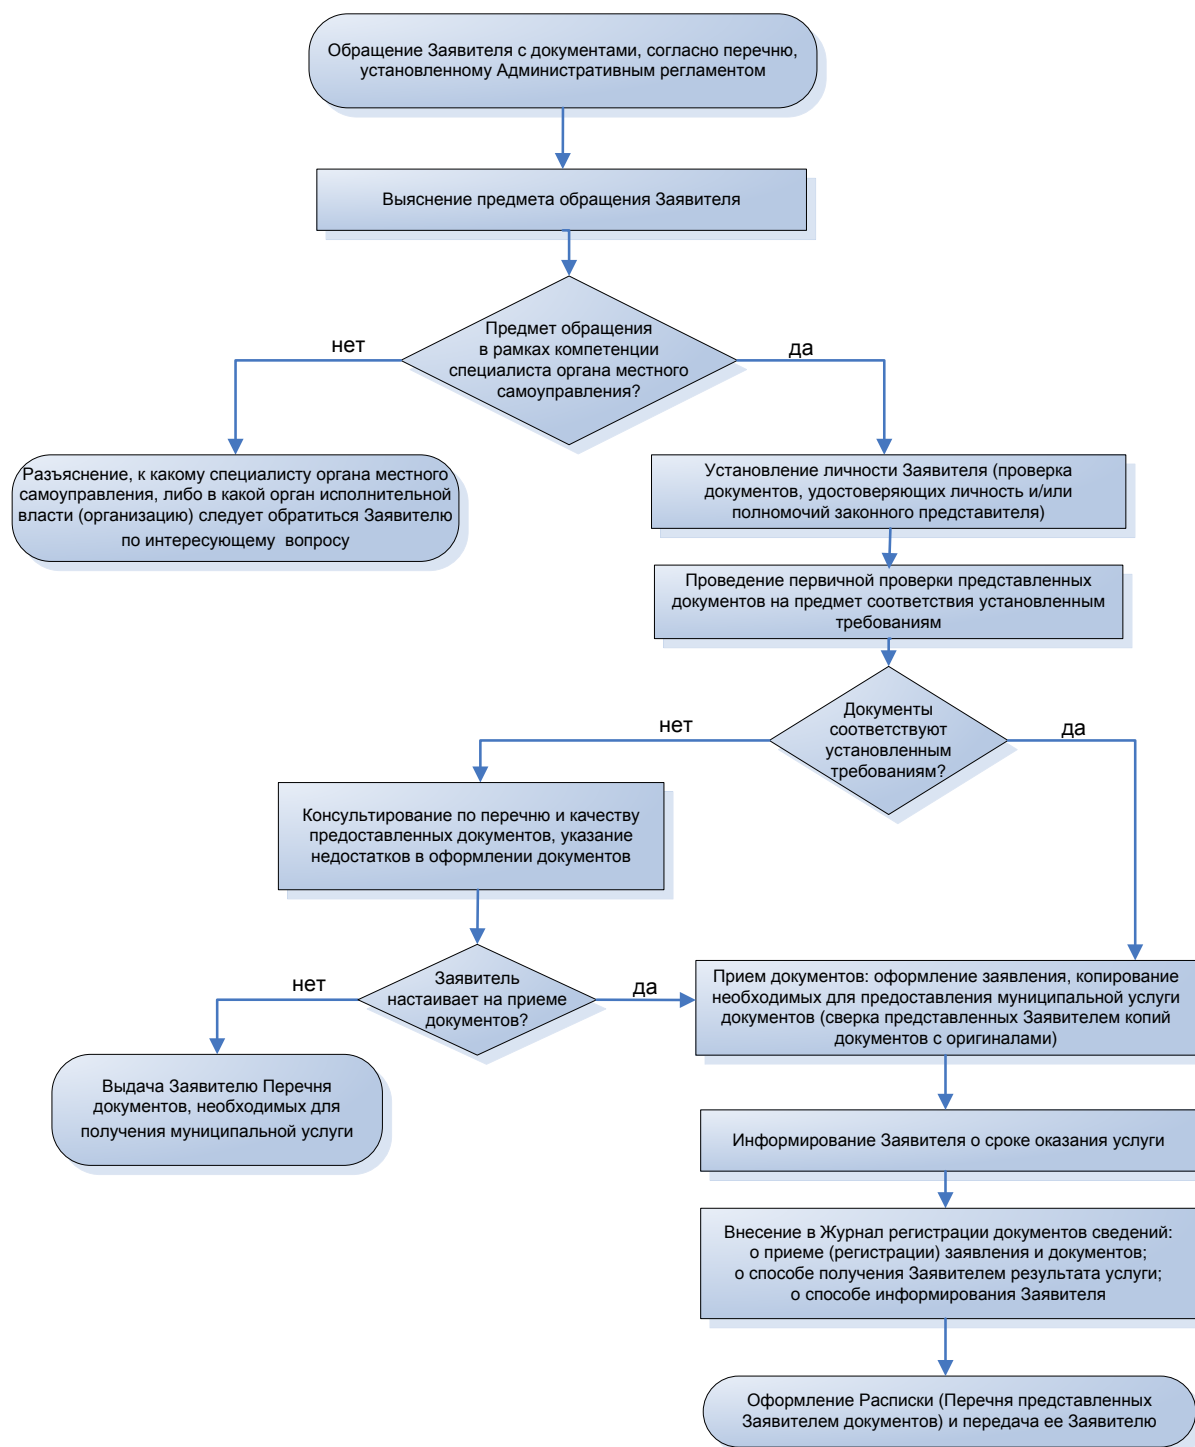 Обращение Заявителя с документами, согласно перечню,
установленному Административным регламентом
Выяснение предмета обращения Заявителя
Предмет обращения
в рамках компетенции
специалиста органа местного
самоуправления?
нет
да
Разъяснение, к какому специалисту органа местного
самоуправления, либо в какой орган исполнительной
власти (организацию) следует обратиться Заявителю
по интересующему вопросу
Установление личности Заявителя (проверка
документов, удостоверяющих личность и/или
полномочий законного представителя)
Проведение первичной проверки представленных
документов на предмет соответствия установленным
требованиям
Документы
соответствуют
установленным
требованиям?
нет
да
Консультирование по перечню и качеству
предоставленных документов, указание
недостатков в оформлении документов
Заявитель
настаивает на приеме
документов?
нет
да
Прием документов: оформление заявления, копирование
необходимых для предоставления муниципальной услуги
документов (сверка представленных Заявителем копий
документов с оригиналами)
Выдача Заявителю Перечня
документов, необходимых для
получения муниципальной услуги
Информирование Заявителя о сроке оказания услуги
Внесение в Журнал регистрации документов сведений:
о приеме (регистрации) заявления и документов;
о способе получения Заявителем результата услуги;
о способе информирования Заявителя
Оформление Расписки (Перечня представленных
Заявителем документов) и передача ее Заявителю